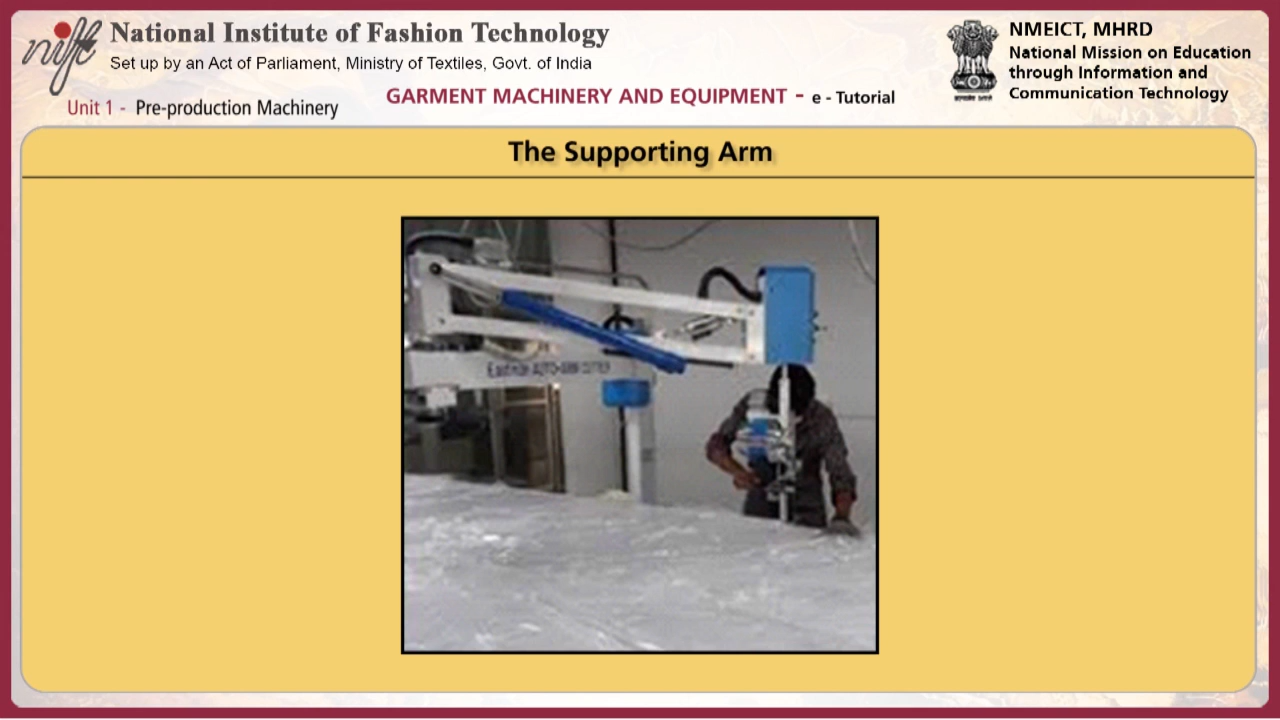 nift
National Institute of Fashion Technology
Set up by an Act of Parliament, Ministry of Textiles, Govt. of India
Unit 1 - Pre-production Machinery
GARMENT MACHINERY AND EQUIPMENT - e - Tutorial
NMEICT, MHRD
National Mission on Education
through Information and
Communication Technology
The Supporting Arm
Eastman